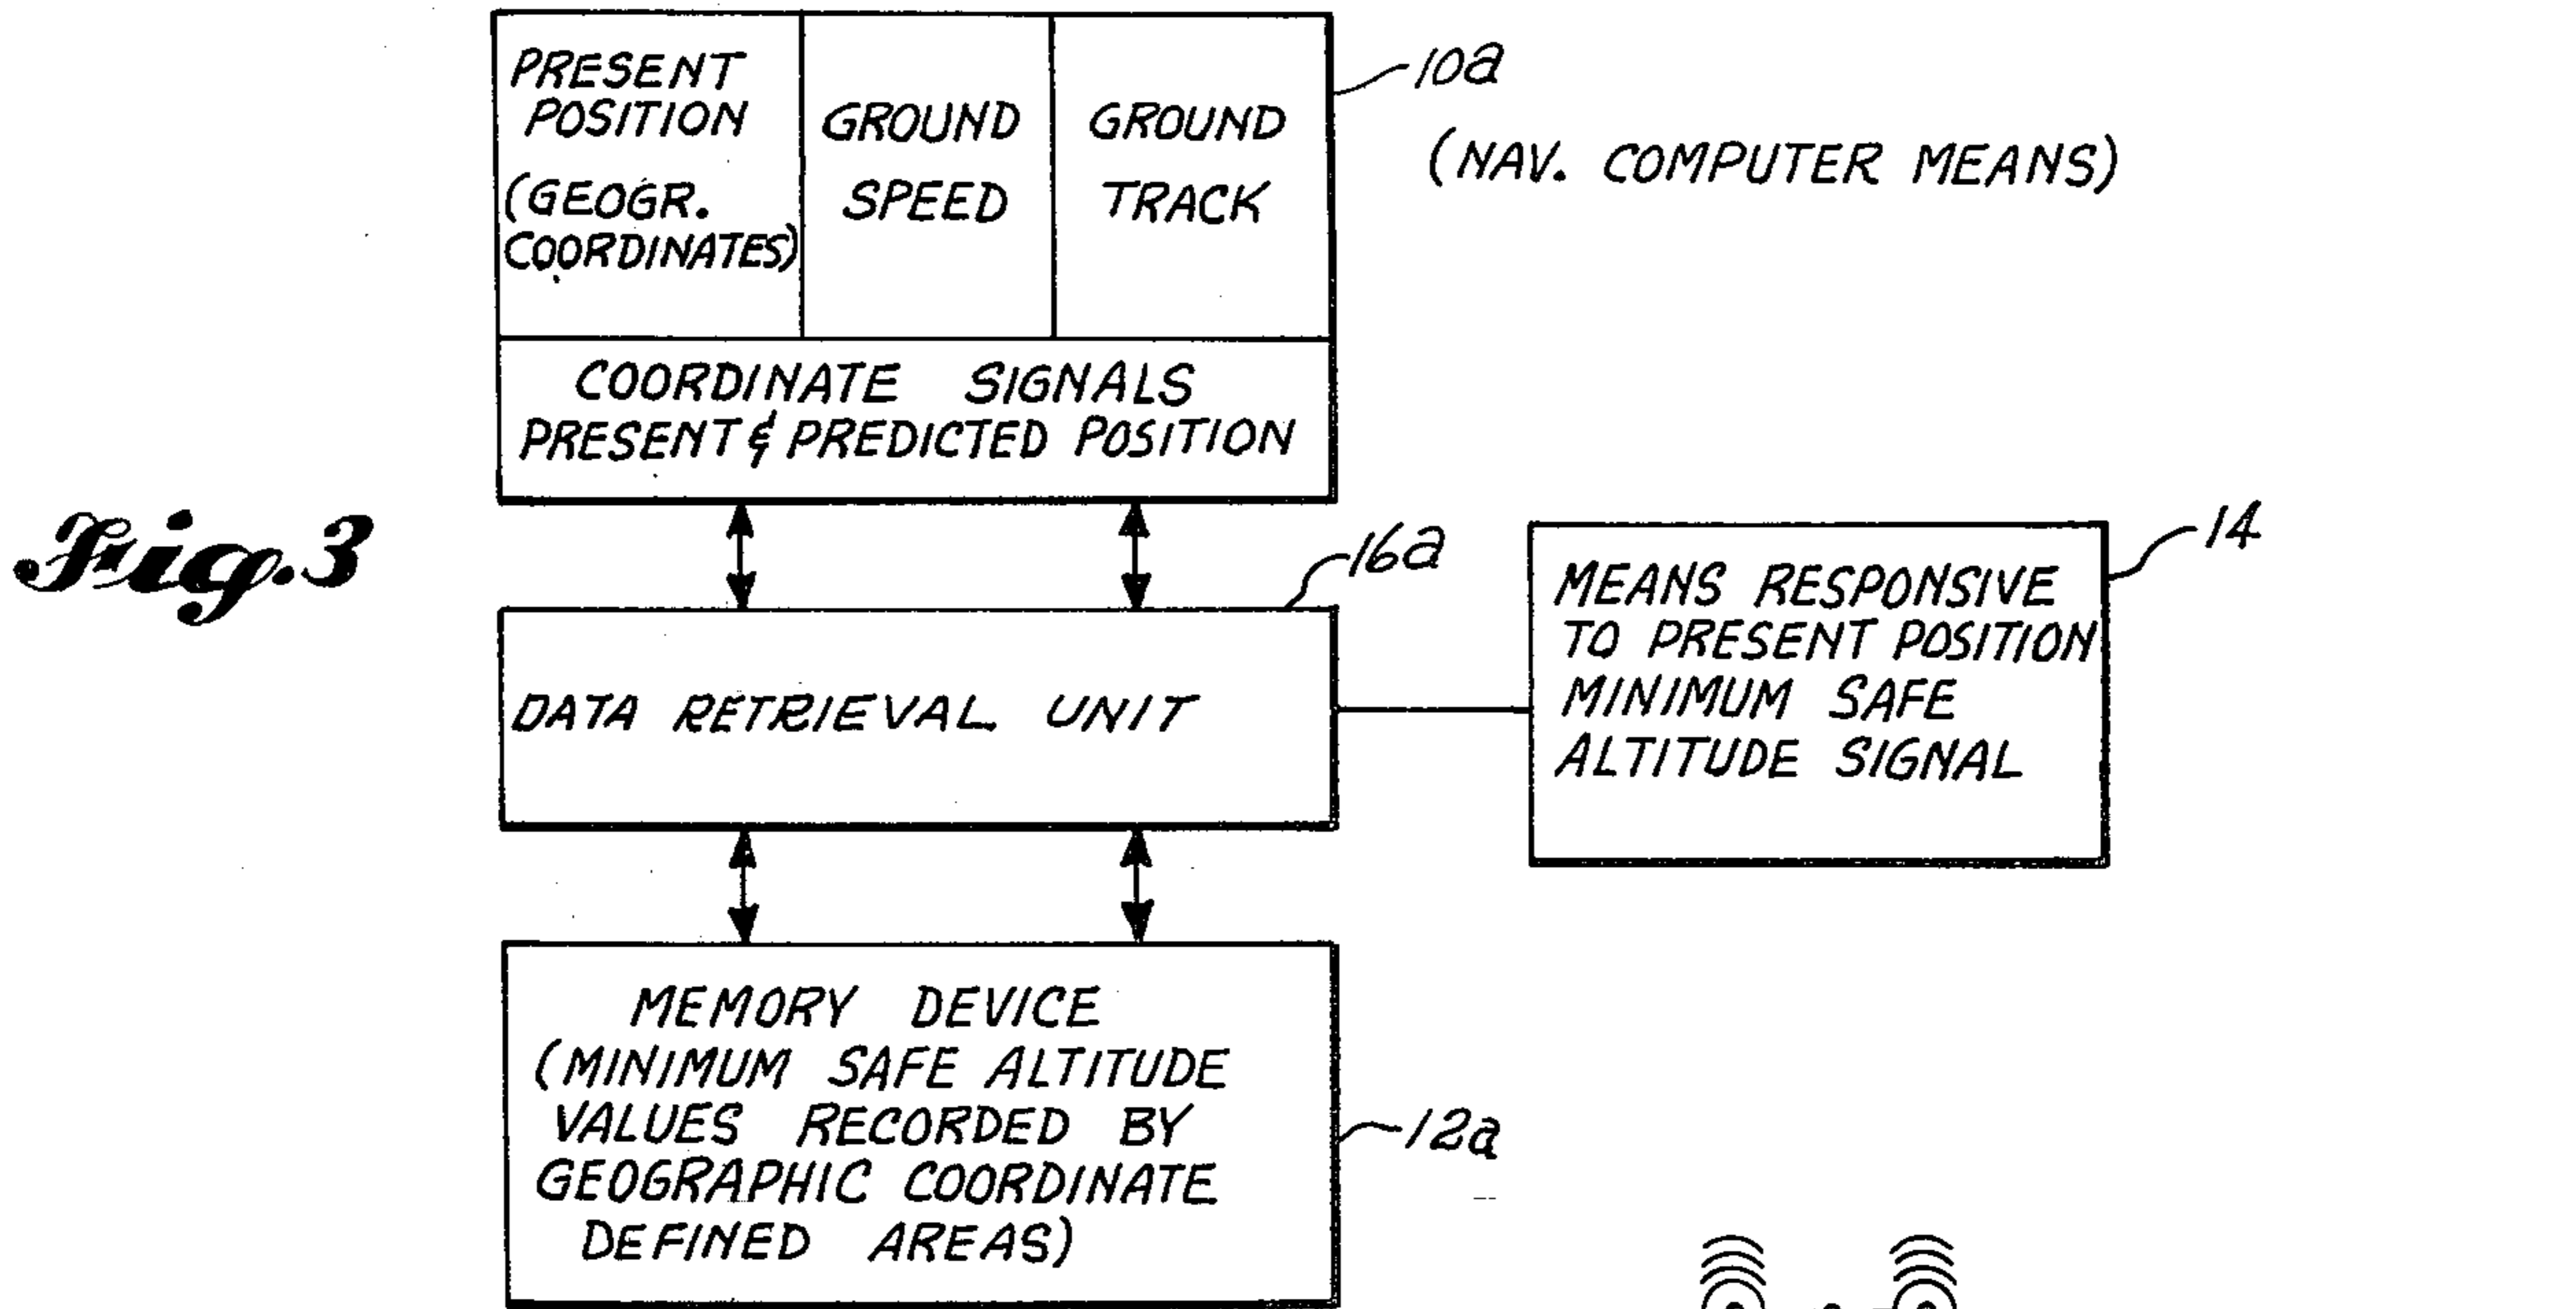 PRESENT
POSITION
(GEOGR.
COORDINATES)
GROUND
SPEED
GROUND
TRACK
10a
(NAV. COMPUTER MEANS)
COORDINATE SIGNALS
PRESENT & PREDICTED POSITION
Fig.3
16a
DATA RETRIEVAL UNIT
14
MEANS RESPONSIVE
TO PRESENT POSITION
MINIMUM SAFE
ALTITUDE SIGNAL
MEMORY DEVICE
(MINIMUM SAFE ALTITUDE
VALUES RECORDED BY
GEOGRAPHIC COORDINATE
DEFINED AREAS)
12a